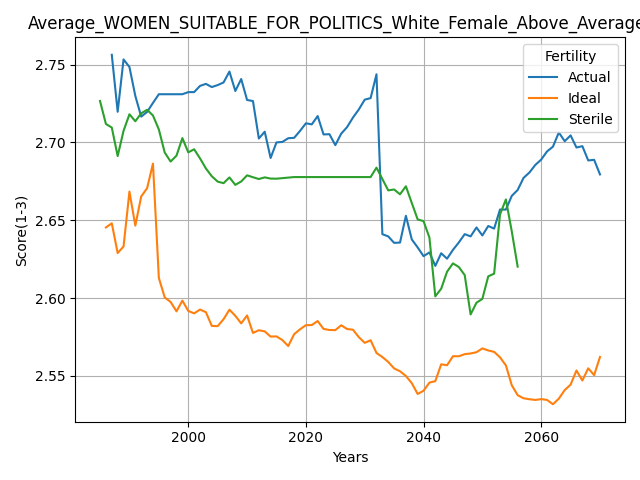 Average_WOMEN_SUITABLE_FOR_POLITICS_White_Female_Above_Average
Fertility
Actual
Ideal
Sterile
Score(1-3)
2.75
2.70
2.65
2.60
2.55
2000
2020
2040
2060
Years